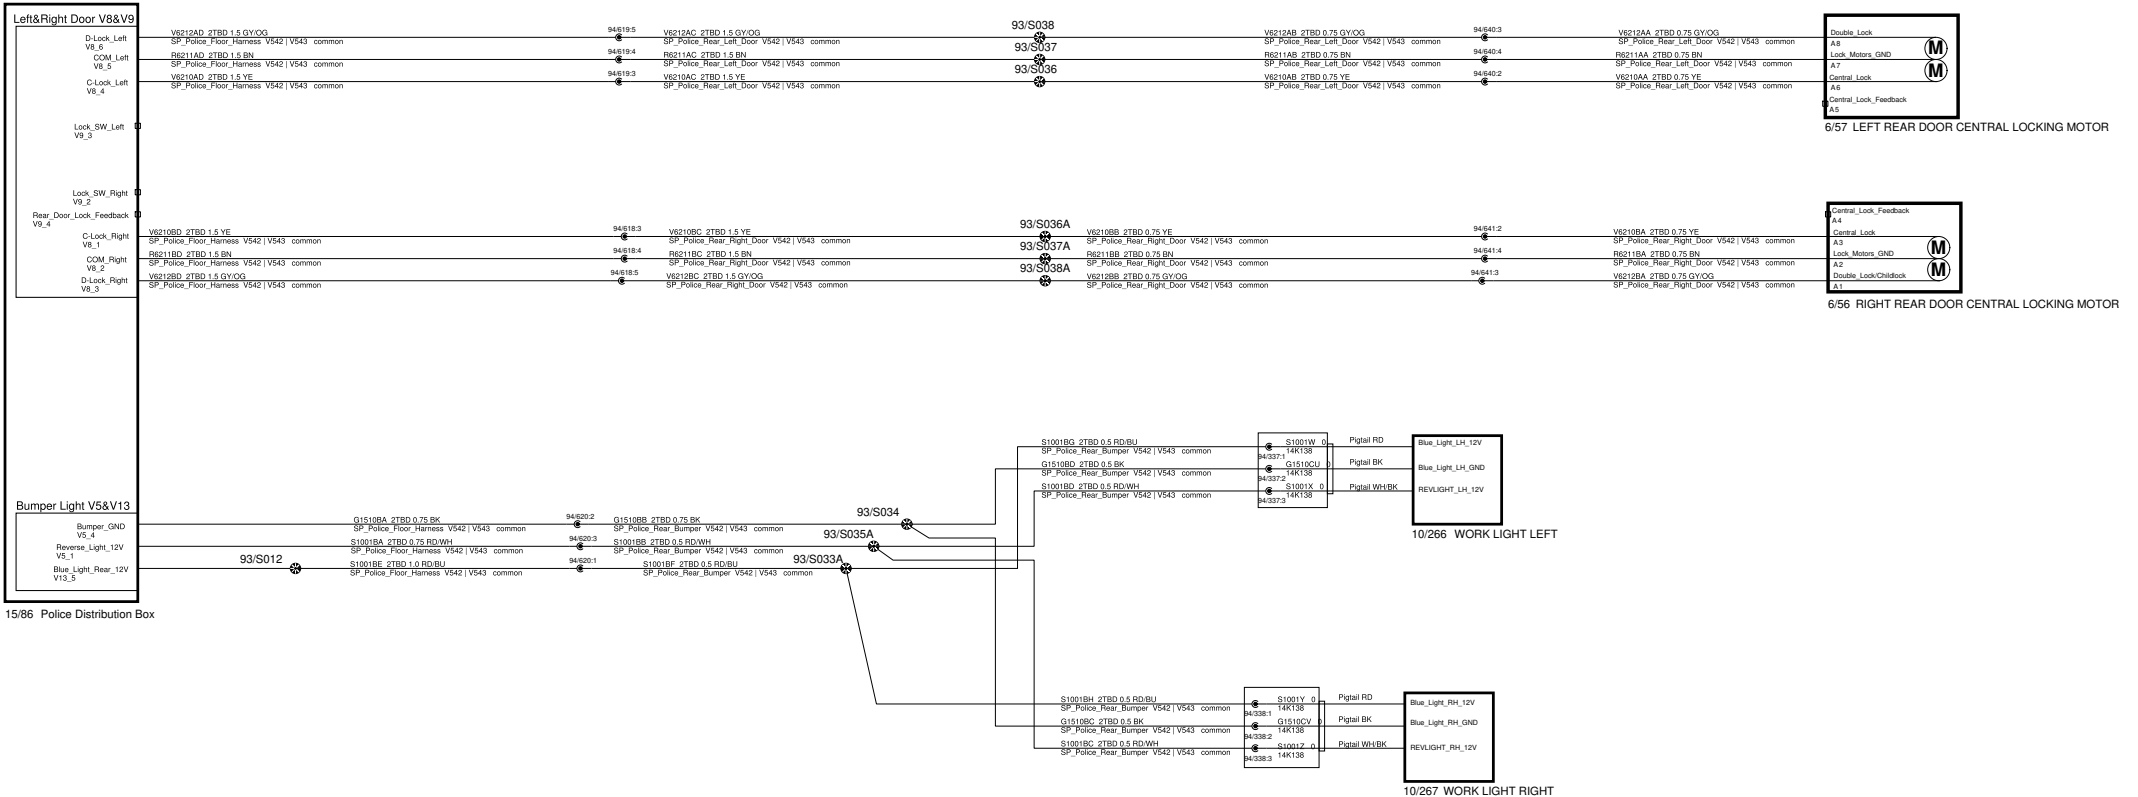 Left&Right Door V8&V9
D-Lock_Left
V8_6
COM_Left
V8_5
C-Lock_Left
V8_4
Lock_SW_Left
V9_3
Lock_SW_Right
V9_2
Rear_Door_Lock_Feedback
V9_4
C-Lock_Right
V8_1
COM_Right
V8_2
D-Lock_Right
V8_3
Bumper Light V5&V13
Bumper_GND
V5_4
Reverse_Light_12V
V5_1
Blue_Light_Rear_12V
V13_5
15/86 Police Distribution Box
V6212AD 2TBD 1.5 GY/OG
SP_Police_Floor_Harness V542 | V543 common
94/619:5
V6212AC 2TBD 1.5 GY/OG
SP_Police_Rear_Left_Door V542 | V543 common
93/S038
V6212AB 2TBD 0.75 GY/OG
SP_Police_Rear_Left_Door V542 | V543 common
94/640:3
V6212AA 2TBD 0.75 GY/OG
SP_Police_Rear_Left_Door V542 | V543 common
R6211AD 2TBD 1.5 BN
SP_Police_Floor_Harness V542 | V543 common
94/619:4
R6211AC 2TBD 1.5 BN
SP_Police_Rear_Left_Door V542 | V543 common
93/S037
R6211AB 2TBD 0.75 BN
SP_Police_Rear_Left_Door V542 | V543 common
94/640:4
R6211AA 2TBD 0.75 BN
SP_Police_Rear_Left_Door V542 | V543 common
V6210AD 2TBD 1.5 YE
SP_Police_Floor_Harness V542 | V543 common
94/619:3
V6210AC 2TBD 1.5 YE
SP_Police_Rear_Left_Door V542 | V543 common
93/S036
V6210AB 2TBD 0.75 YE
SP_Police_Rear_Left_Door V542 | V543 common
94/640:2
V6210AA 2TBD 0.75 YE
SP_Police_Rear_Left_Door V542 | V543 common
Double_Lock
A8
Lock_Motors_GND
A7
Central_Lock
A6
Central_Lock_Feedback
A5
M
M
6/57 LEFT REAR DOOR CENTRAL LOCKING MOTOR
V6210BD 2TBD 1.5 YE
SP_Police_Floor_Harness V542 | V543 common
94/618:3
V6210BC 2TBD 1.5 YE
SP_Police_Rear_Right_Door V542 | V543 common
93/S036A
V6210BB 2TBD 0.75 YE
SP_Police_Rear_Right_Door V542 | V543 common
94/641:2
V6210BA 2TBD 0.75 YE
SP_Police_Rear_Right_Door V542 | V543 common
R6211BD 2TBD 1.5 BN
SP_Police_Floor_Harness V542 | V543 common
94/618:4
R6211BC 2TBD 1.5 BN
SP_Police_Rear_Right_Door V542 | V543 common
93/S037A
R6211BB 2TBD 0.75 BN
SP_Police_Rear_Right_Door V542 | V543 common
94/641:4
R6211BA 2TBD 0.75 BN
SP_Police_Rear_Right_Door V542 | V543 common
V6212BD 2TBD 1.5 GY/OG
SP_Police_Floor_Harness V542 | V543 common
94/618:5
V6212BC 2TBD 1.5 GY/OG
SP_Police_Rear_Right_Door V542 | V543 common
93/S038A
V6212BB 2TBD 0.75 GY/OG
SP_Police_Rear_Right_Door V542 | V543 common
94/641:3
V6212BA 2TBD 0.75 GY/OG
SP_Police_Rear_Right_Door V542 | V543 common
Central_Lock_Feedback
A4
Central_Lock
A3
Lock_Motors_GND
A2
Double_Lock/Childlock
A1
M
M
6/56 RIGHT REAR DOOR CENTRAL LOCKING MOTOR
G1510BA 2TBD 0.75 BK
SP_Police_Floor_Harness V542 | V543 common
94/620:2
G1510BB 2TBD 0.75 BK
SP_Police_Rear_Bumper V542 | V543 common
93/S034
S1001BA 2TBD 0.75 RD/WH
SP_Police_Floor_Harness V542 | V543 common
94/620:3
S1001BB 2TBD 0.5 RD/WH
SP_Police_Rear_Bumper V542 | V543 common
93/S035A
93/S012
S1001BE 2TBD 1.0 RD/BU
SP_Police_Floor_Harness V542 | V543 common
94/620:1
S1001BF 2TBD 0.5 RD/BU
SP_Police_Rear_Bumper V542 | V543 common
93/S033A
S1001BG 2TBD 0.5 RD/BU
SP_Police_Rear_Bumper V542 | V543 common
94/337:1
S1001W 0
14K138
Pigtail RD
Blue_Light_LH_12V
G1510BD 2TBD 0.5 BK
SP_Police_Rear_Bumper V542 | V543 common
94/337:2
G1510CU 0
14K138
Pigtail BK
Blue_Light_LH_GND
S1001BD 2TBD 0.5 RD/WH
SP_Police_Rear_Bumper V542 | V543 common
94/337:3
S1001X 0
14K138
Pigtail WH/BK
REVLIGHT_LH_12V
10/266 WORK LIGHT LEFT
S1001BH 2TBD 0.5 RD/BU
SP_Police_Rear_Bumper V542 | V543 common
94/338:1
S1001Y 0
14K138
Pigtail RD
Blue_Light_RH_12V
G1510BC 2TBD 0.5 BK
SP_Police_Rear_Bumper V542 | V543 common
94/338:2
G1510CV 0
14K138
Pigtail BK
Blue_Light_RH_GND
S1001BC 2TBD 0.5 RD/WH
SP_Police_Rear_Bumper V542 | V543 common
94/338:3
S1001Z 0
14K138
Pigtail WH/BK
REVLIGHT_RH_12V
10/267 WORK LIGHT RIGHT